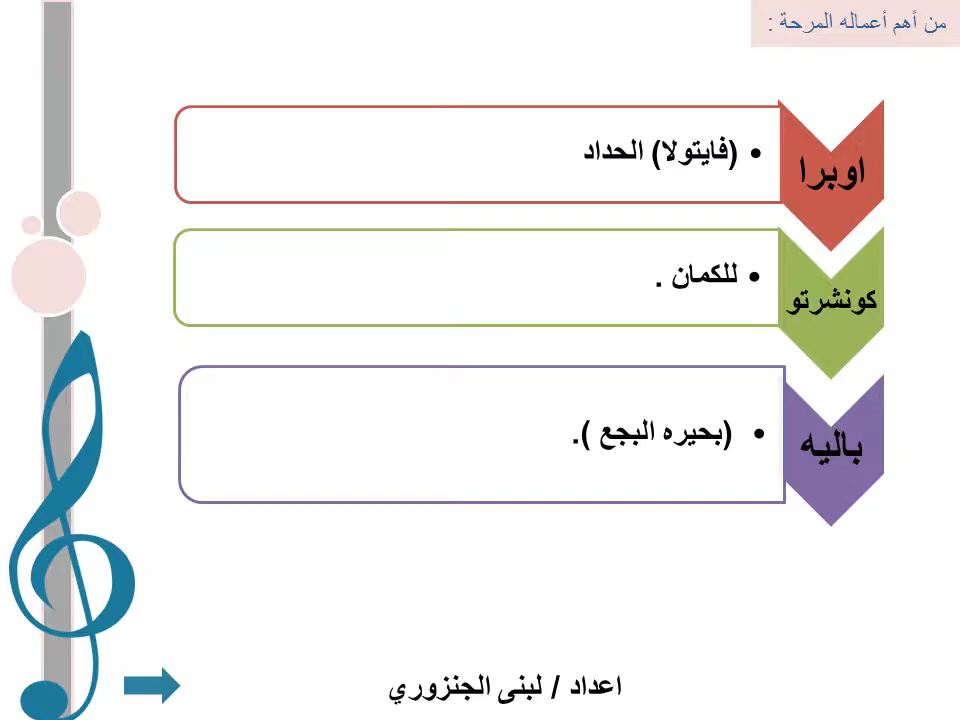 من أهم أعماله المرحة :
اوبرا
• (فايتولا) الحداد
كونشرتو
• للكمان .
باليه
• (بحيره البجع ).
اعداد / لبنى الجنزوري